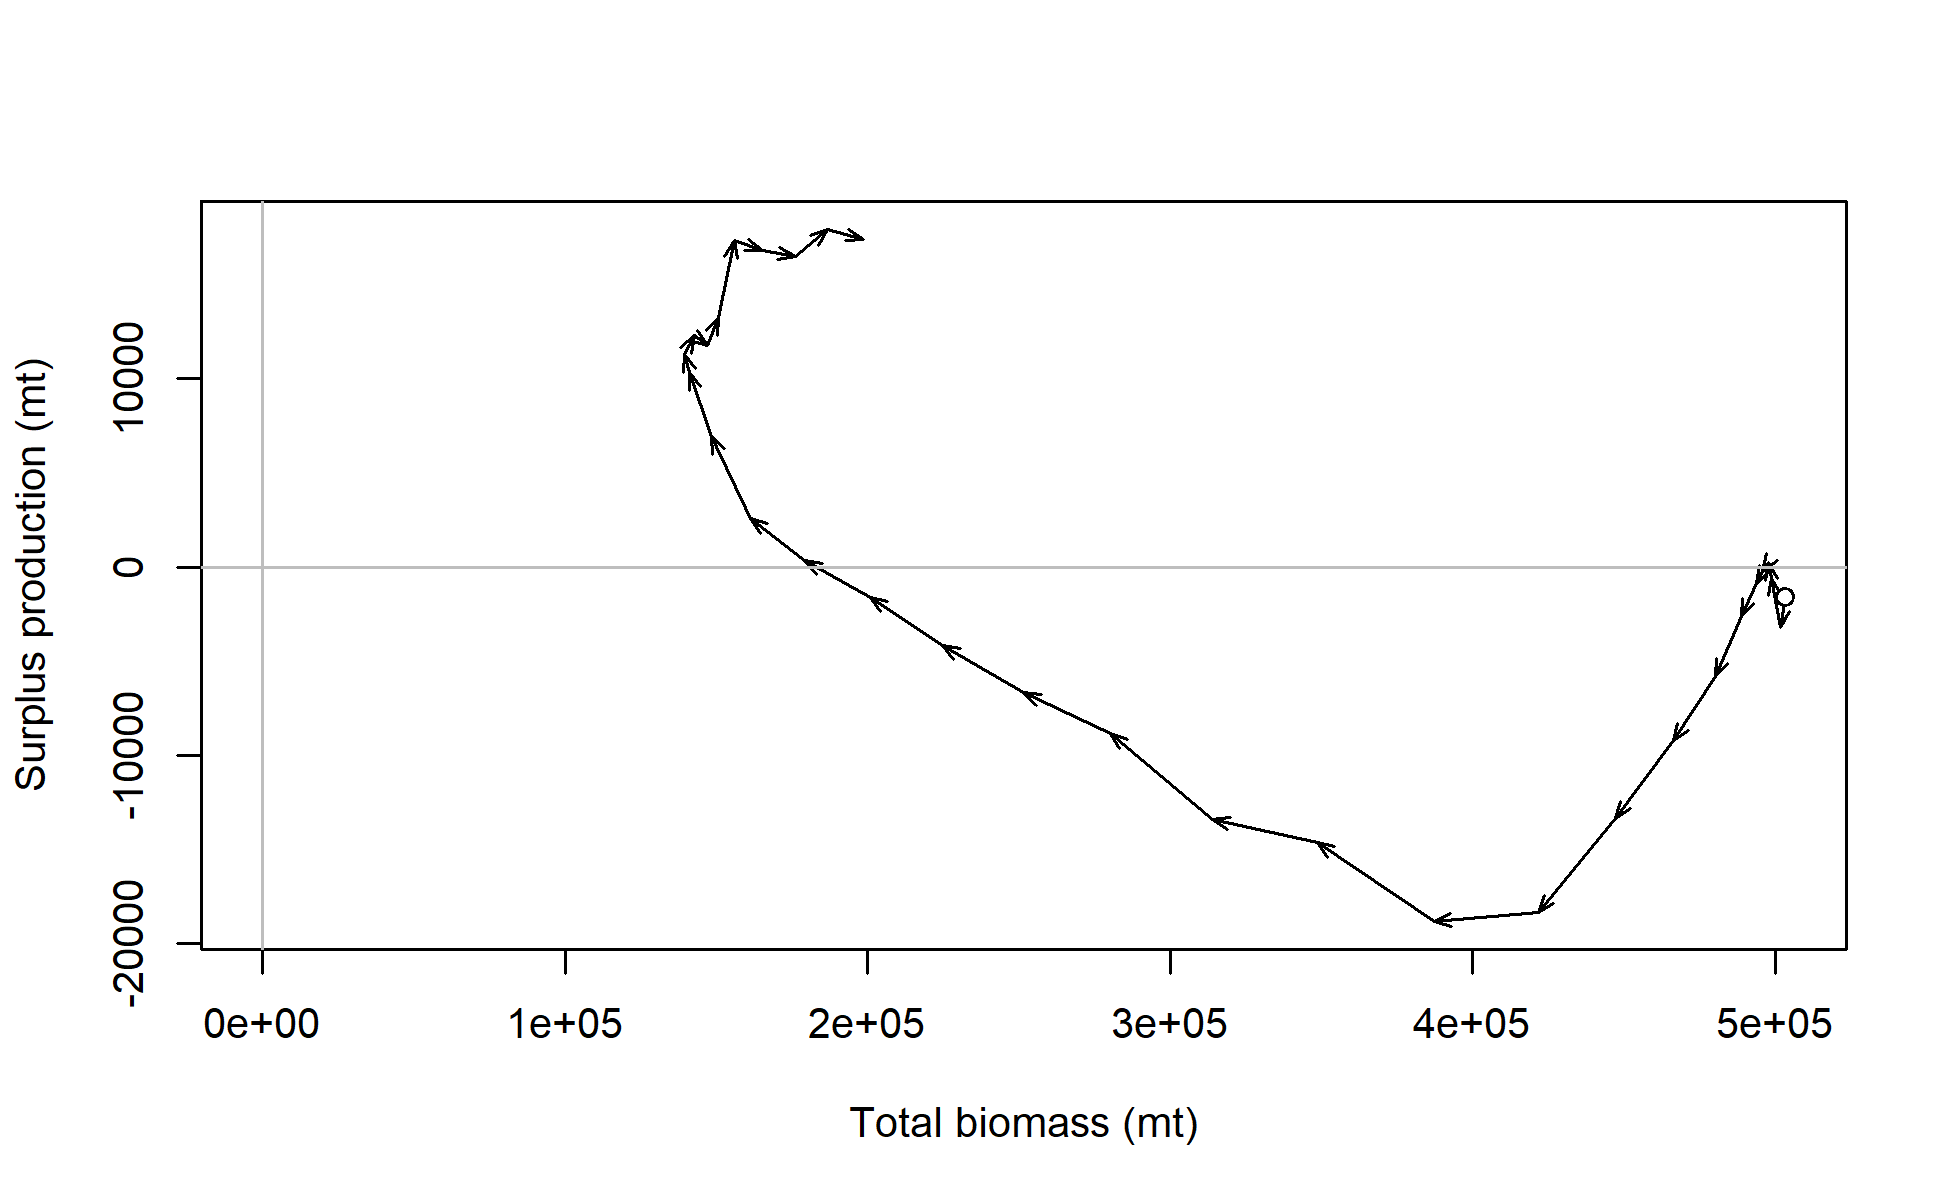 Surplus production (mt)
10000
0
-10000
-20000
0e+00 1e+05 2e+05 3e+05 4e+05 5e+05
Total biomass (mt)